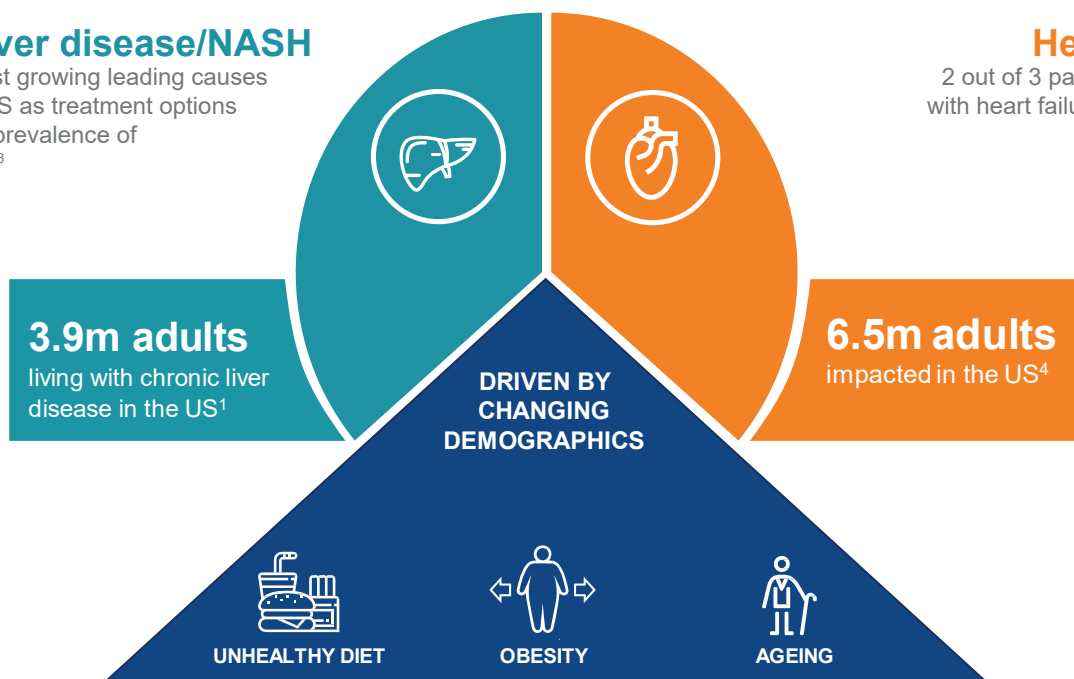 ver disease/NASH
st growing leading causes
S as treatment options
prevalence of
3
He
2 out of 3 pa
with heart failu
3.9m adults
living with chronic liver
disease in the US1
6.5m adults
impacted in the US4
DRIVEN BY
CHANGING
DEMOGRAPHICS
UNHEALTHY DIET
OBESITY
AGEING